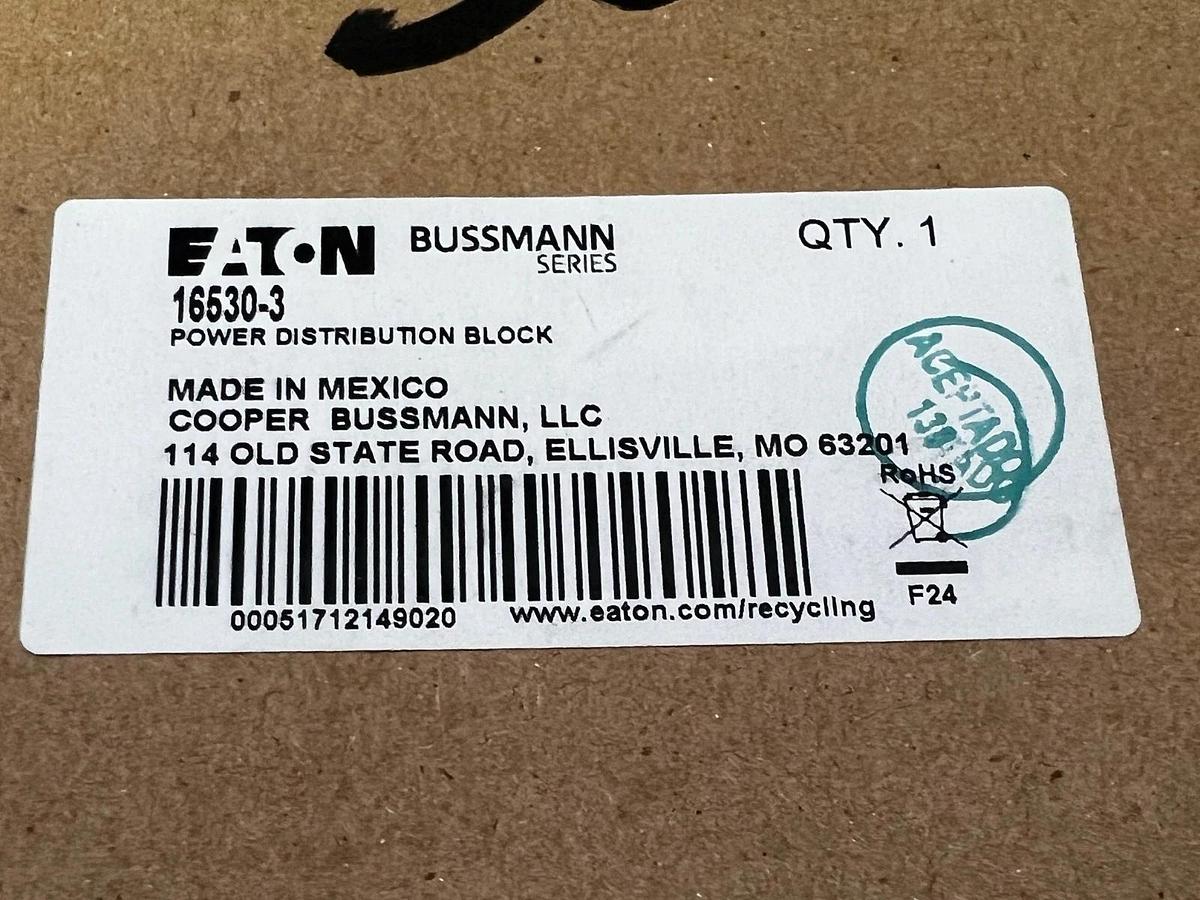 EATON BUSSMANN SERIES QTY. 1
16530-3
POWER DISTRIBUTION BLOCK
MADE IN MEXICO
COOPER BUSSMANN, LLC
114 OLD STATE ROAD, ELLISVILLE, MO 63201
ACEPTADO
RoHS
F24
00051712149020 www.eaton.com/recycling